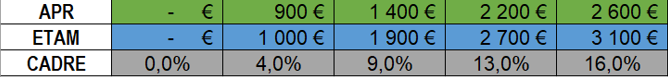 APR - € 900 € 1 400 € 2 200 € 2 600 €
ETAM - € 1 000 € 1 900 € 2 700 € 3 100 €
CADRE 0,0% 4,0% 9,0% 13,0% 16,0%